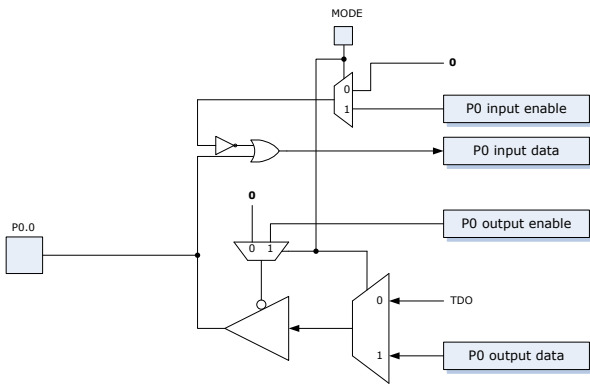 MODE
0
0
1
P0 input enable
P0 input data
0
P0 output enable
P0.0
0 1
0
TDO
1
P0 output data